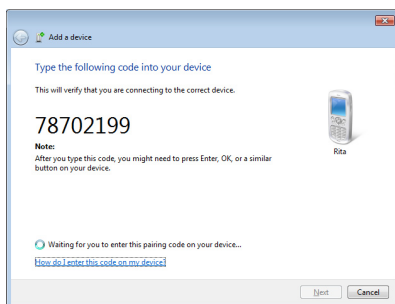 Add a device
Type the following code into your device
This will verify that you are connecting to the correct device.
78702199
Note:
After you type this code, you might need to press Enter, OK, or a similar
button on your device.
Rita
Waiting for you to enter this pairing code on your device...
How do I enter this code on my device?
Next
Cancel